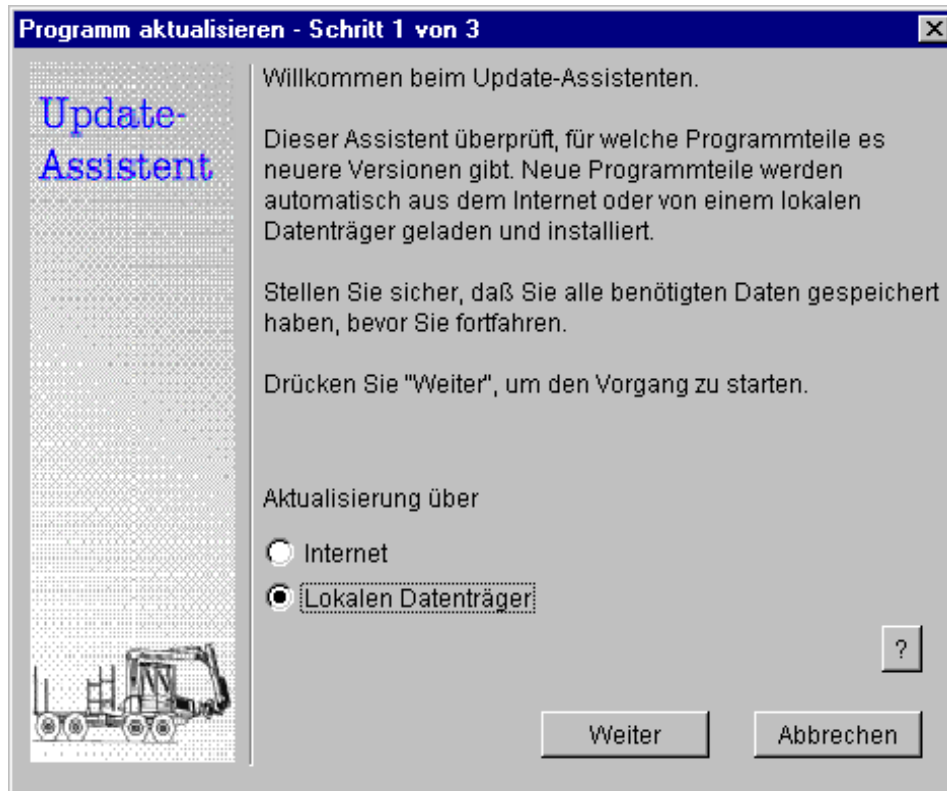 Programm aktualisieren - Schritt 1 von 3
Update-
Assistent
Willkommen beim Update-Assistenten.
Dieser Assistent überprüft, für welche Programmteile es
neuere Versionen gibt. Neue Programmteile werden
automatisch aus dem Internet oder von einem lokalen
Datenträger geladen und installiert.
Stellen Sie sicher, daß Sie alle benötigten Daten gespeichert
haben, bevor Sie fortfahren.
Drücken Sie "Weiter", um den Vorgang zu starten.
Aktualisierung über
Internet
Lokalen Datenträger
?
Weiter
Abbrechen